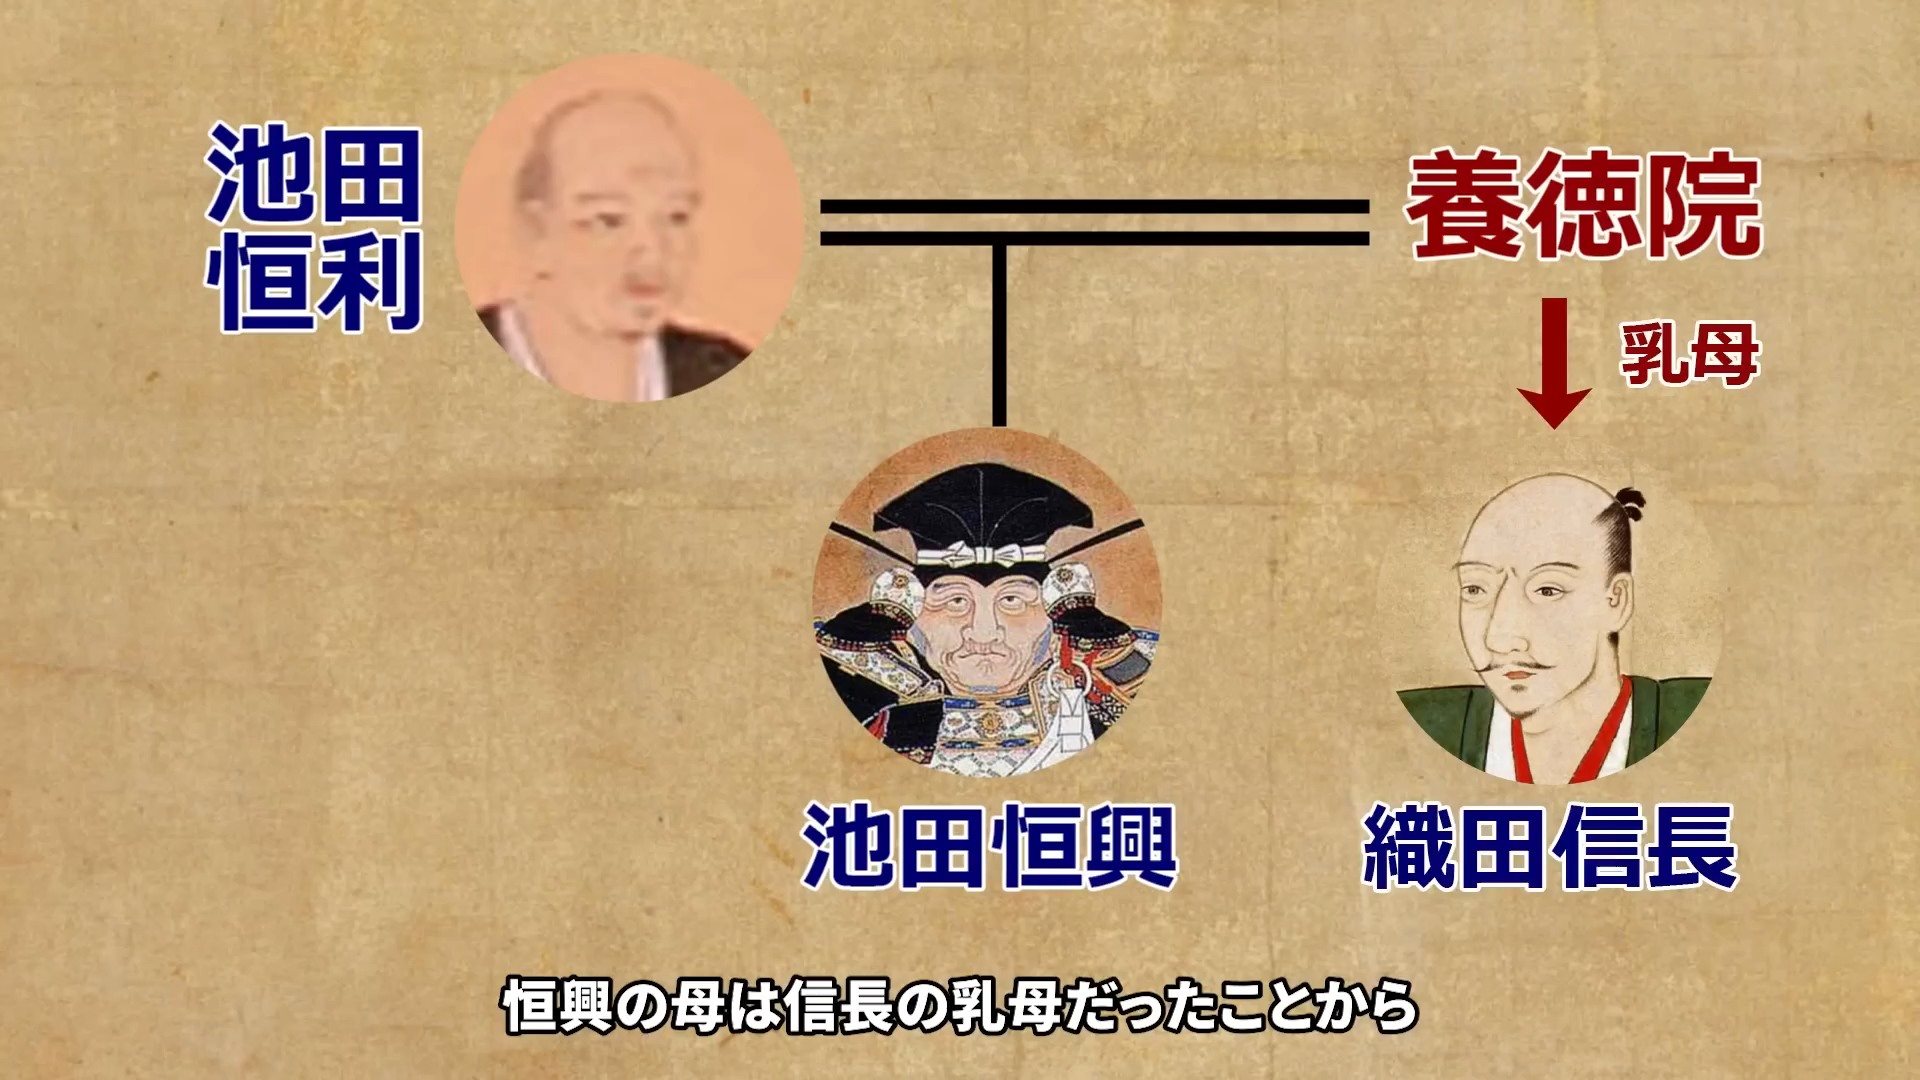 池田
恒利
養徳院
乳母
池田恒興
織田信長
恒興の母は信長の乳母だったことから